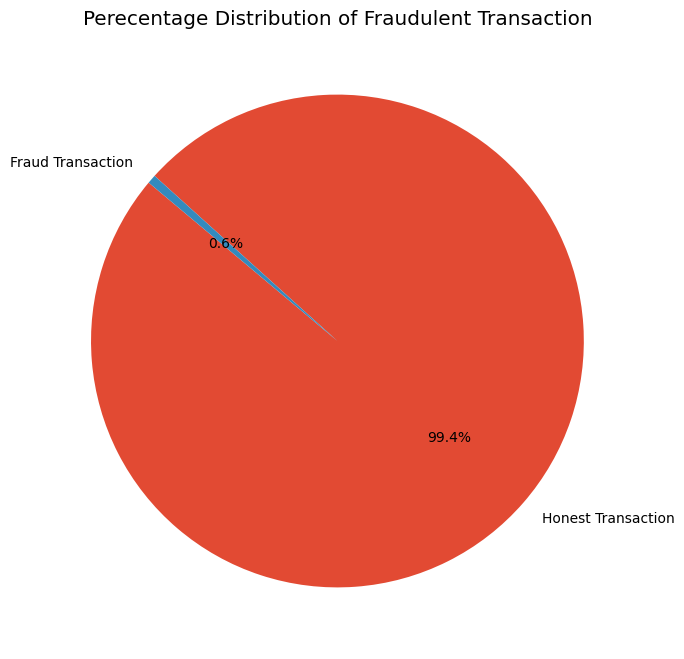 Perecentage Distribution of Fraudulent Transaction
Fraud Transaction
0.6%
99.4%
Honest Transaction